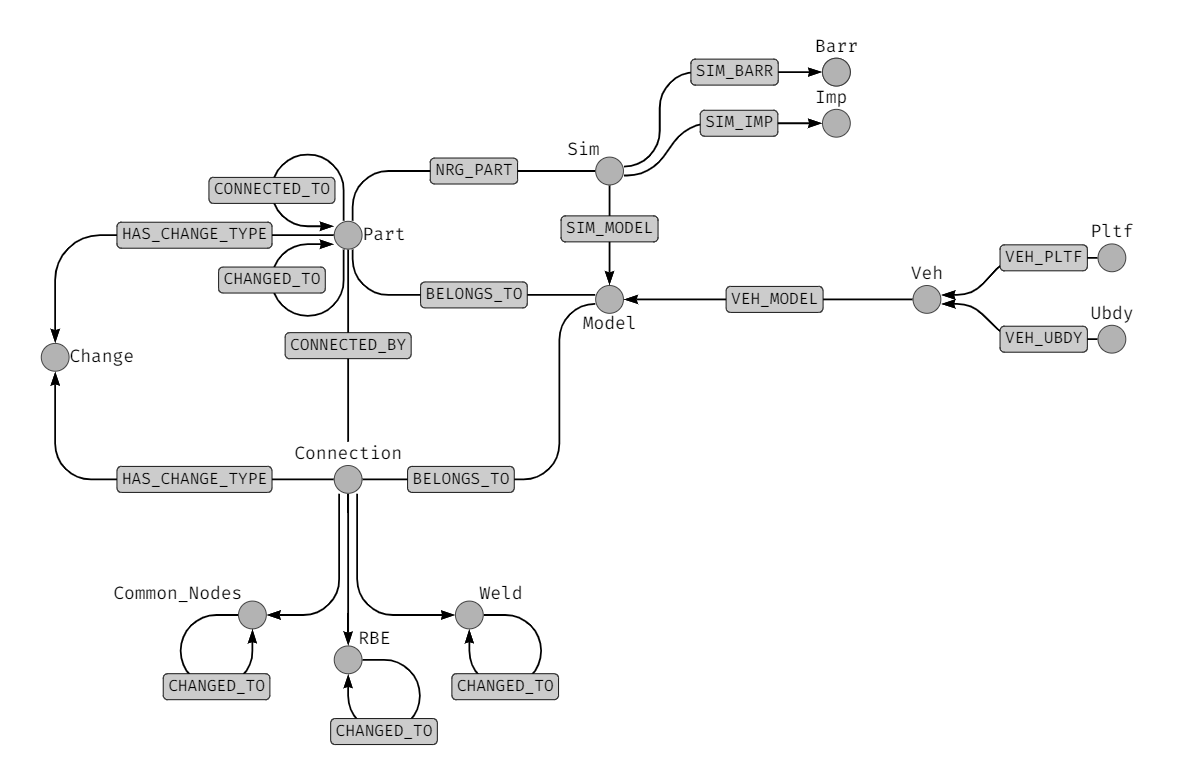 Barr
SIM_BARR
Imp
SIM_IMP
Sim
NRG_PART
CONNECTED_TO
SIM_MODEL
HAS_CHANGE_TYPE
Part
Pltf
VEH_PLTF
CHANGED_TO
Veh
BELONGS_TO
VEH_MODEL
Model
Ubdy
VEH_UBDY
CONNECTED_BY
Change
Connection
HAS_CHANGE_TYPE
BELONGS_TO
Common_Nodes
Weld
RBE
CHANGED_TO
CHANGED_TO
CHANGED_TO